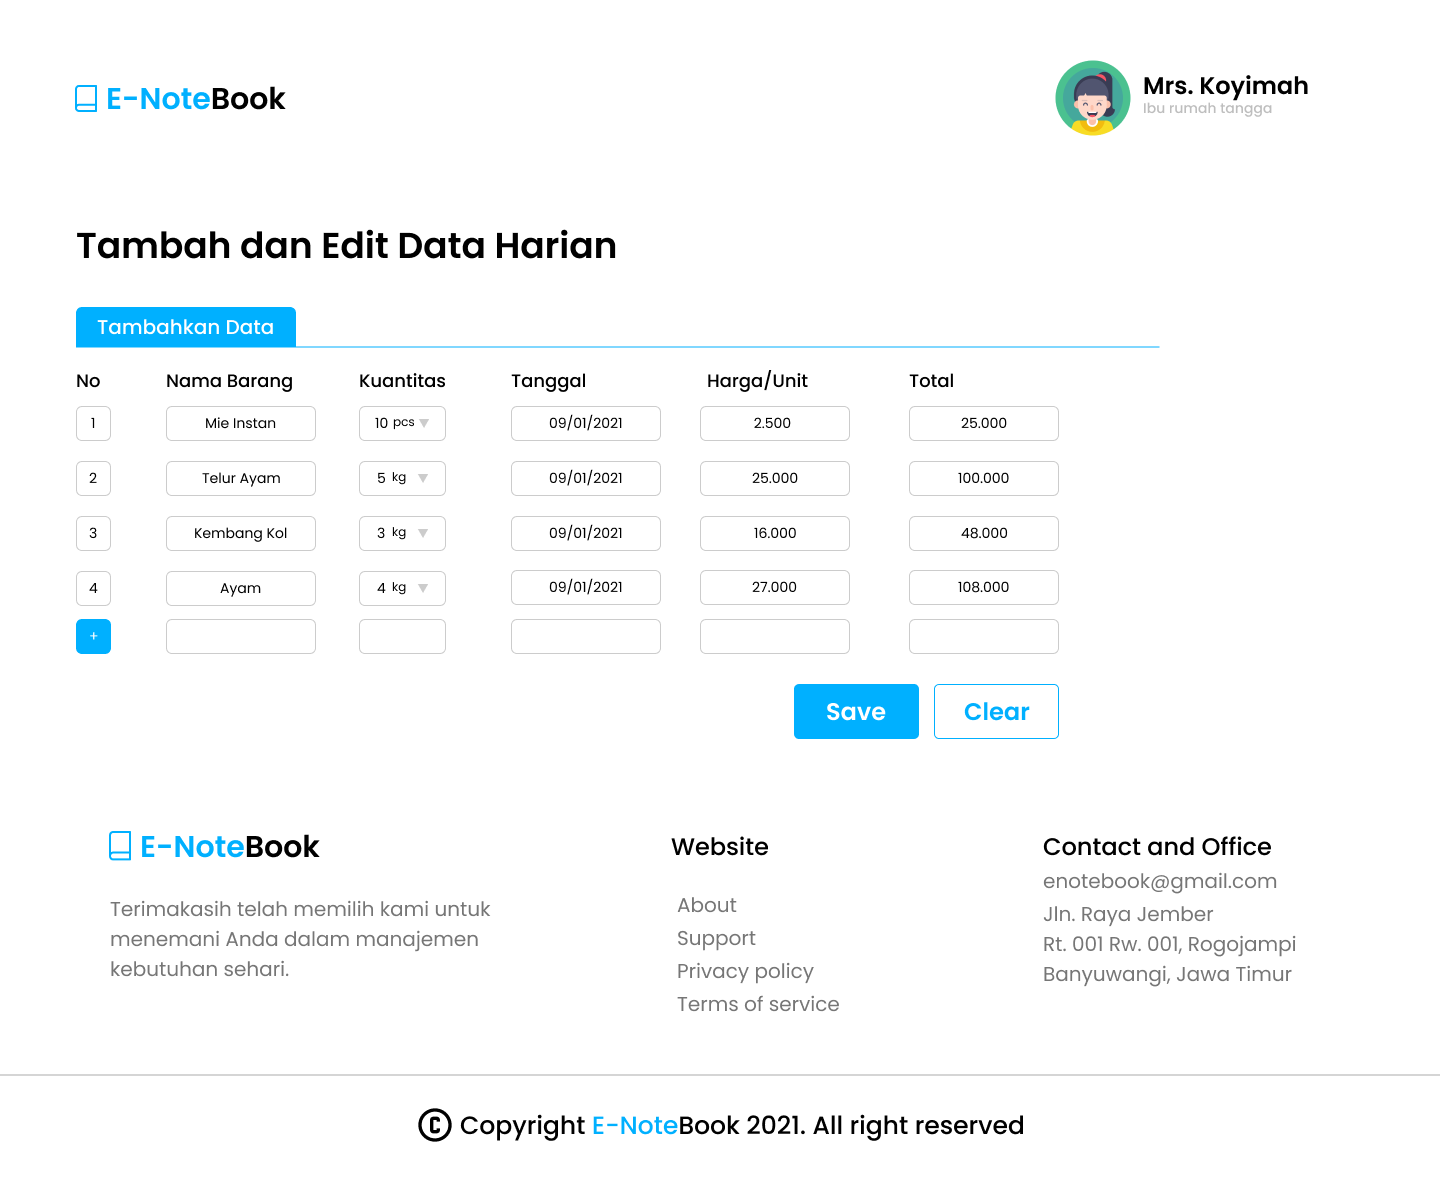 E-NoteBook
Mrs. Koyimah
Ibu rumah tangga
Tambah dan Edit Data Harian
Tambahkan Data
No Nama Barang Kuantitas Tanggal Harga/Unit Total
1 Mie Instan 10 pcs 09/01/2021 2.500 25.000
2 Telur Ayam 5 kg 09/01/2021 25.000 100.000
3 Kembang Kol 3 kg 09/01/2021 16.000 48.000
4 Ayam 4 kg 09/01/2021 27.000 108.000
+
Save Clear
E-NoteBook
Terimakasih telah memilih kami untuk
menemani Anda dalam manajemen
kebutuhan sehari.
Website
About
Support
Privacy policy
Terms of service
Contact and Office
enotebook@gmail.com
Jln. Raya Jember
Rt. 001 Rw. 001, Rogojampi
Banyuwangi, Jawa Timur
© Copyright E-NoteBook 2021. All right reserved